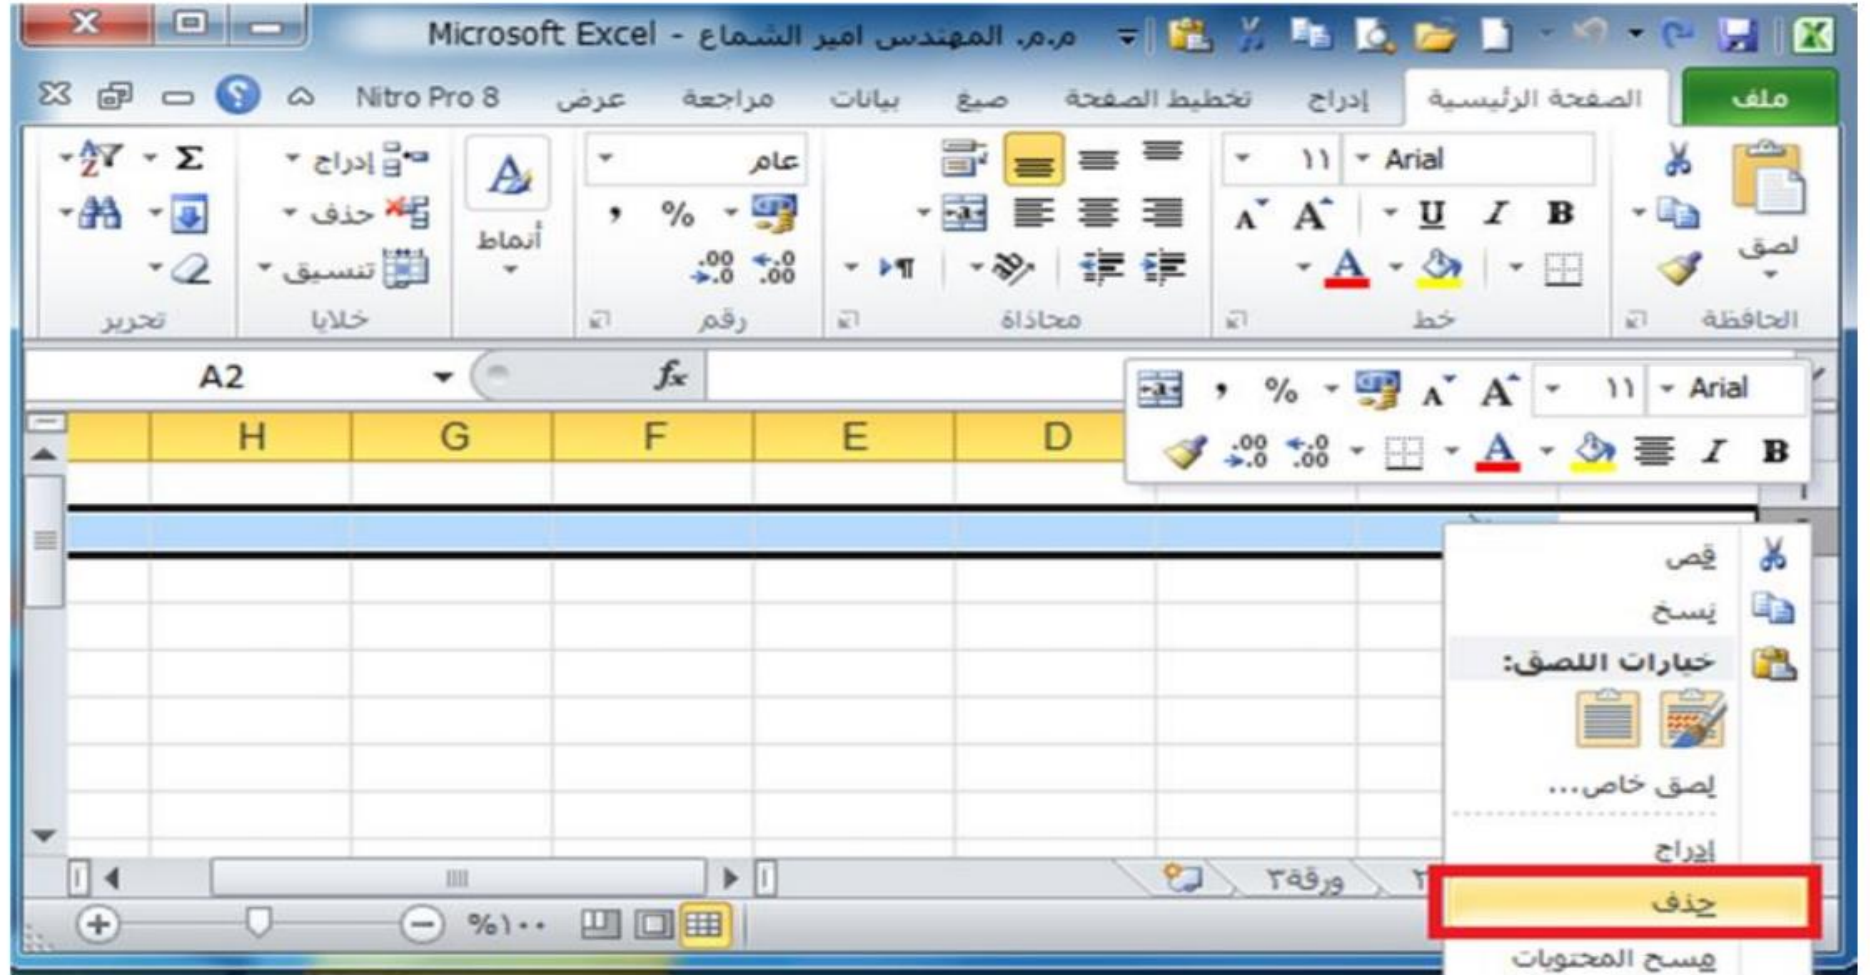 م.م. المهندس امير الشماع - Microsoft Excel
ملف الصفحة الرئيسية إدراج تخطيط الصفحة صيغ بيانات مراجعة عرض Nitro Pro 8
لصق
Arial ١١
عام
أنماط
إدراج
حذف
تنسيق
الحافظة خط محاذاة رقم خلايا تحرير
A2
Arial ١١
D E F G H
1
قص
نسخ
خيارات اللصق:
لصق خاص...
إدراج
حذف
مسح المحتويات
ورقة٣
%١٠٠